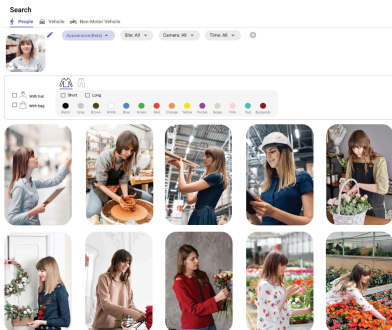 Search
People Vehicle Non-Motor Vehicle
Appearance(Beta) Site: All Camera: All Time: All
With hat
With bag
Short Long
Black Gray Brown White Blue Green Red Orange Yellow Purple Beige Pink Teal Burgundy